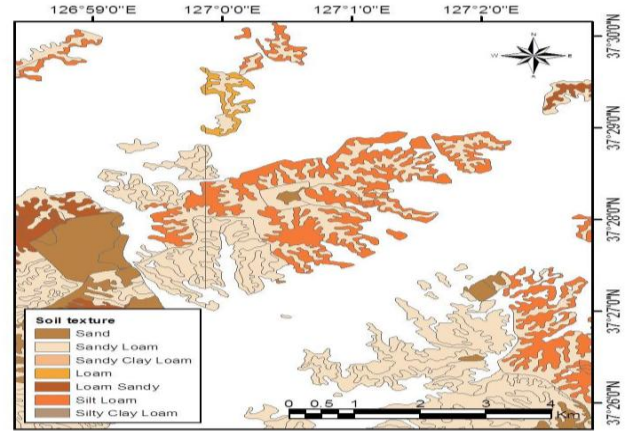 126°59'0"E 127°0'0"E 127°1'0"E 127°2'0"E
37°30'0"N
37°29'0"N
37°28'0"N
37°27'0"N
37°26'0"N
N
W E
S
Soil texture
Sand
Sandy Loam
Sandy Clay Loam
Loam
Loam Sandy
Silt Loam
Silty Clay Loam
0 0.5 1 2 3 4
Km